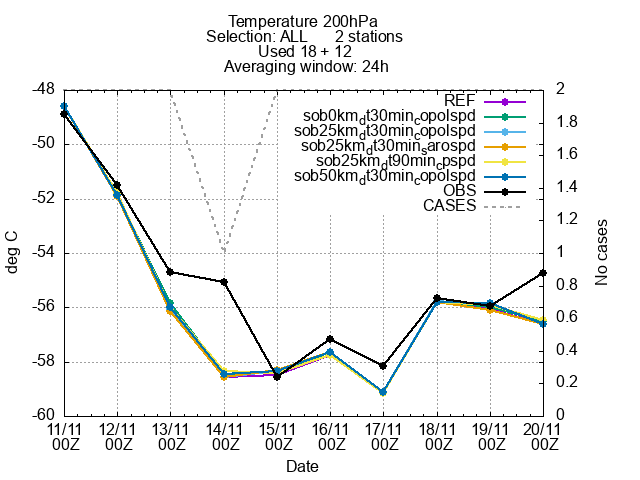 Temperature 200hPa
Selection: ALL 2 stations
Used 18 + 12
Averaging window: 24h
REF
sob0km_dt30min_copolspd
sob25km_dt30min_copolspd
sob25km_dt30min_sarospd
sob25km_dt90min_cpspd
sob50km_dt30min_copolspd
OBS
CASES
-48
-50
-52
-54
-56
-58
-60
deg C
2
1.8
1.6
1.4
1.2
1
0.8
0.6
0.4
0.2
0
No cases
11/11 12/11 13/11 14/11 15/11 16/11 17/11 18/11 19/11 20/11
00Z 00Z 00Z 00Z 00Z 00Z 00Z 00Z 00Z 00Z
Date